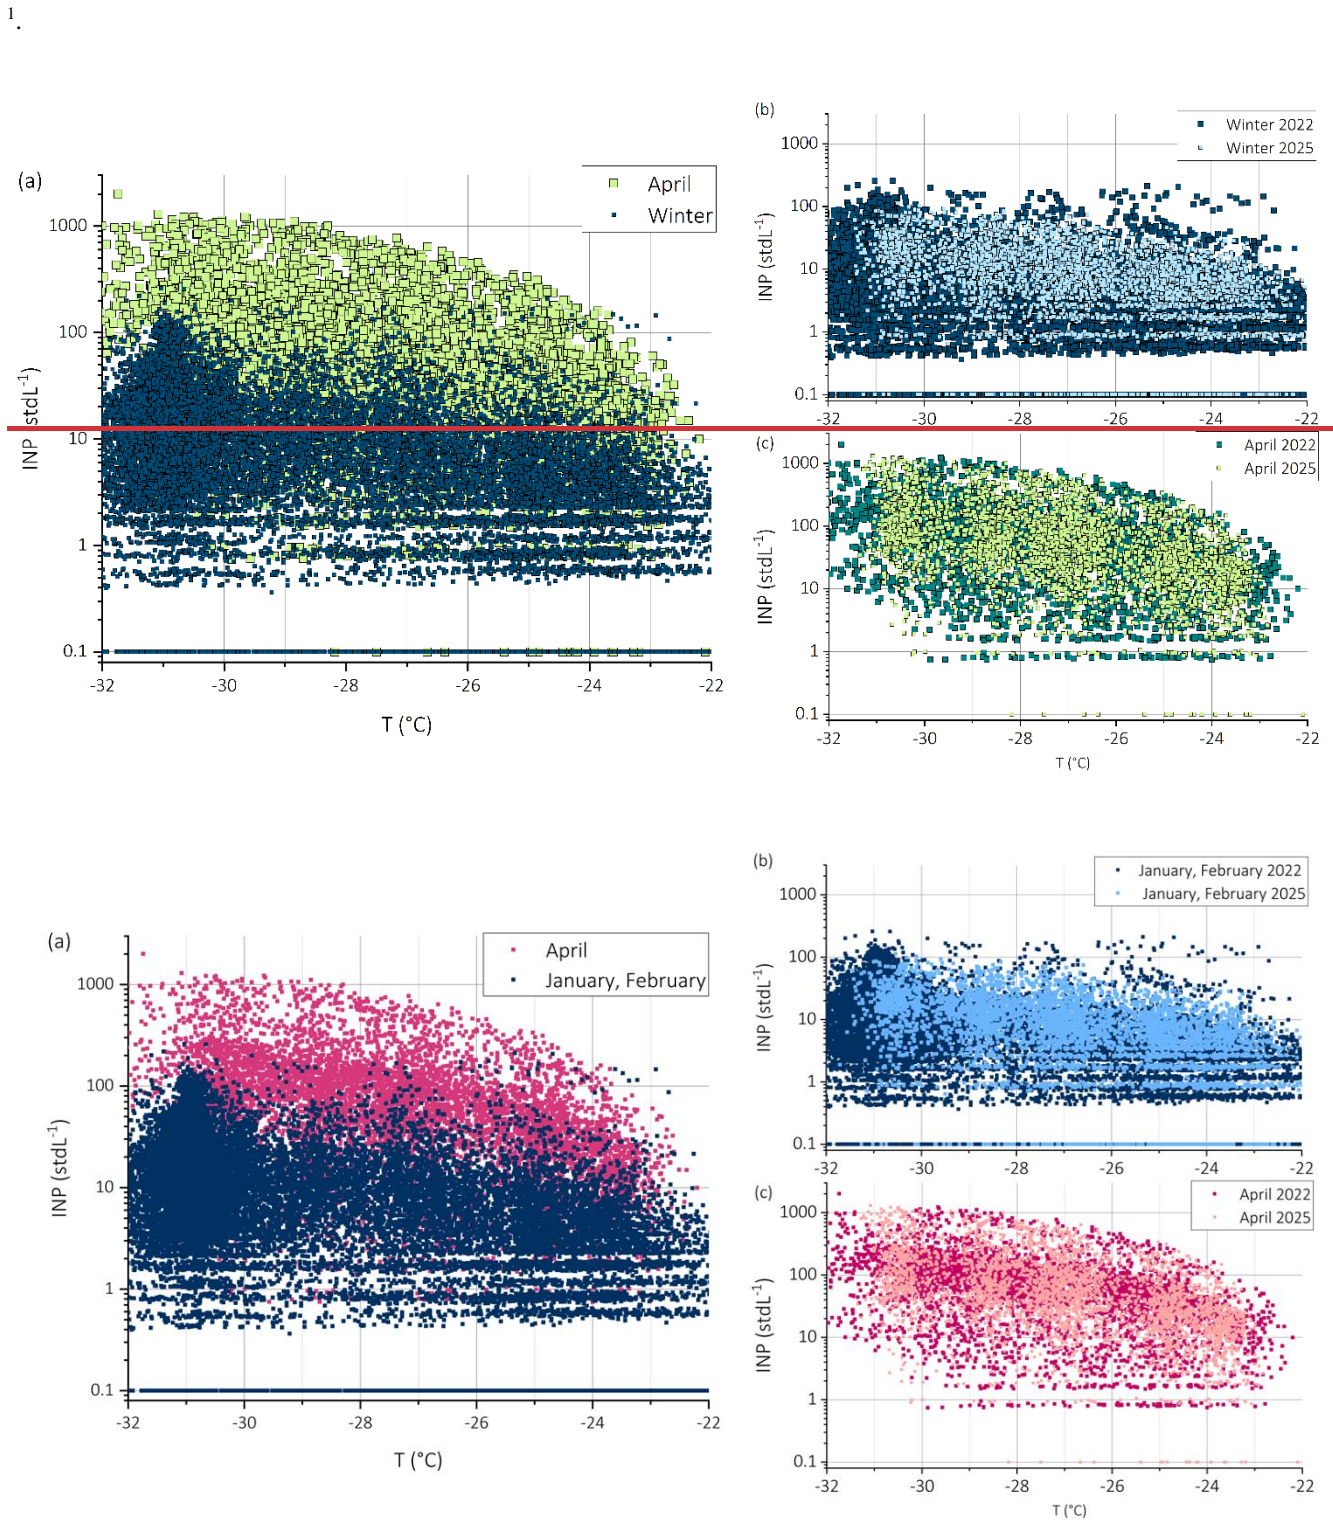 1.
(a)
April
Winter
INP (stdL-1)
1000
100
10
1
0.1
-32
-30
-28
-26
-24
-22
T (°C)
(b)
Winter 2022
Winter 2025
INP (stdL-1)
1000
100
10
1
0.1
-32
-30
-28
-26
-24
-22
(c)
April 2022
April 2025
INP (stdL-1)
1000
100
10
1
0.1
-32
-30
-28
-26
-24
-22
T (°C)
(a)
April
January, February
INP (stdL-1)
1000
100
10
1
0.1
-32
-30
-28
-26
-24
-22
T (°C)
(b)
January, February 2022
January, February 2025
INP (stdL-1)
1000
100
10
1
0.1
-32
-30
-28
-26
-24
-22
(c)
April 2022
April 2025
INP (stdL-1)
1000
100
10
1
0.1
-32
-30
-28
-26
-24
-22
T (°C)